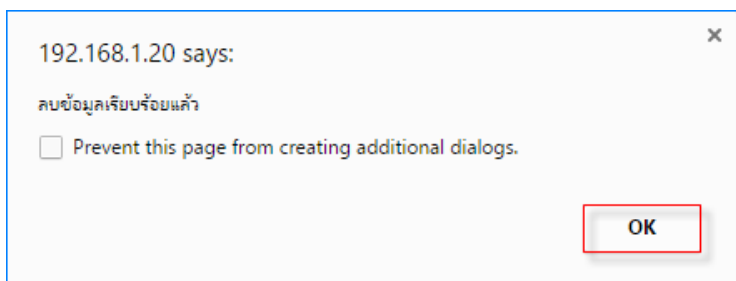 192.168.1.20 says:
ลบข้อมูลเรียบร้อยแล้ว
Prevent this page from creating additional dialogs.
OK